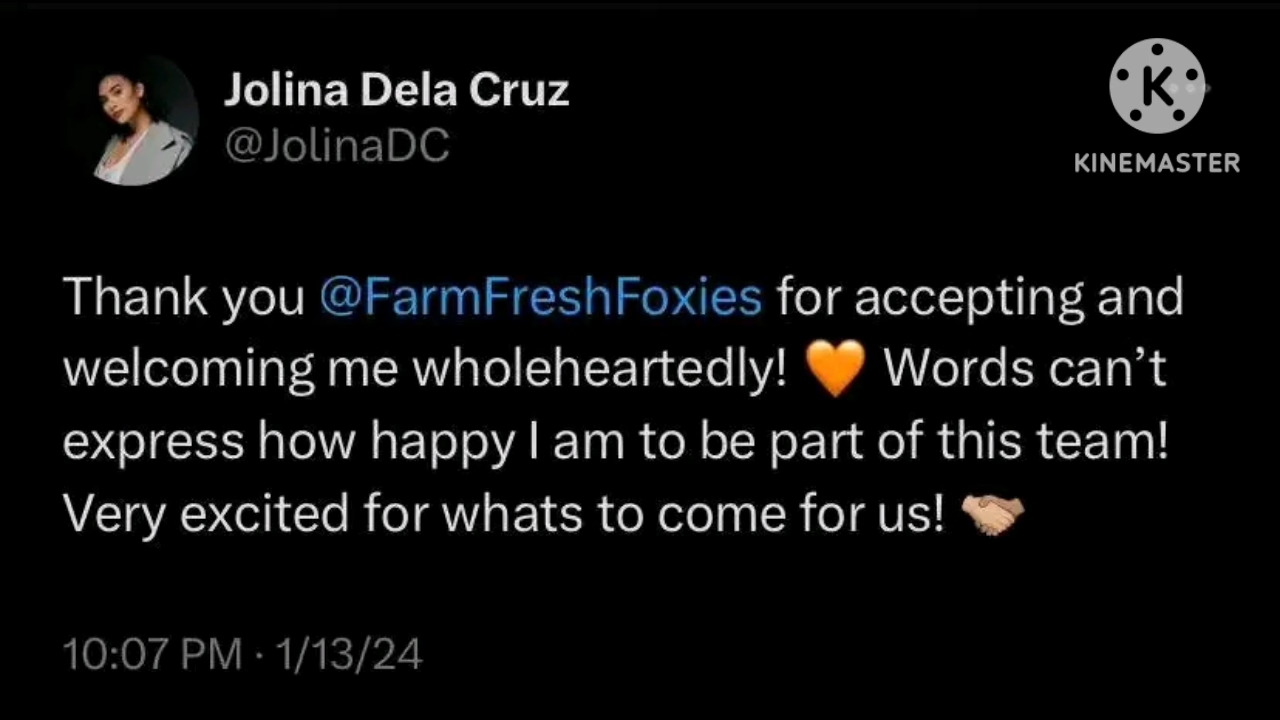 Jolina Dela Cruz
@JolinaDC
K
KINEMASTER
Thank you @FarmFreshFoxies for accepting and
welcoming me wholeheartedly! 🧡 Words can’t
express how happy I am to be part of this team!
Very excited for whats to come for us! 🤝🏼
10:07 PM · 1/13/24